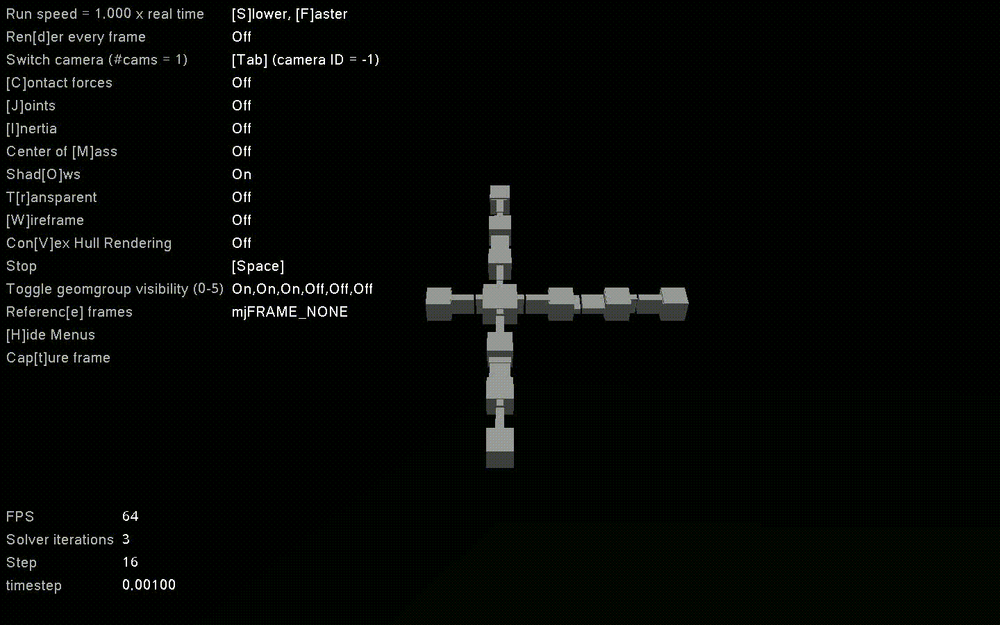 Run speed = 1.000 x real time [S]lower, [F]aster
Ren[d]er every frame Off
Switch camera (#cams = 1) [Tab] (camera ID = -1)
[C]ontact forces Off
[J]oints Off
[I]nertia Off
Center of [M]ass Off
Shad[O]ws On
T[r]ansparent Off
[W]ireframe Off
Con[V]ex Hull Rendering Off
Stop [Space]
Toggle geomgroup visibility (0-5) On,On,On,Off,Off,Off
Referenc[e] frames mjFRAME_NONE
[H]ide Menus
Cap[t]ure frame
FPS 64
Solver iterations 3
Step 16
timestep 0.00100